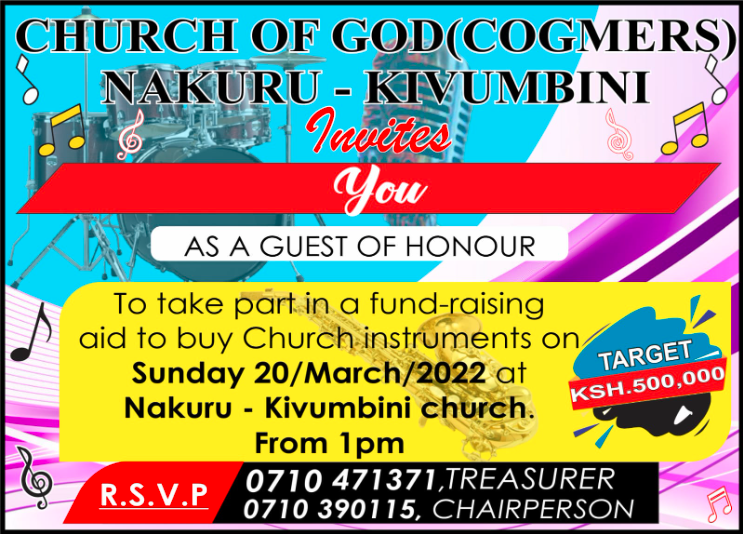 CHURCH OF GOD(COGMERS)
NAKURU - KIVUMBINI
Invites
You
AS A GUEST OF HONOUR
To take part in a fund-raising
aid to buy Church instruments on
Sunday 20/March/2022 at
Nakuru - Kivumbini church.
From 1pm
TARGET
KSH.500,000
R.S.V.P
0710 471371,TREASURER
0710 390115, CHAIRPERSON